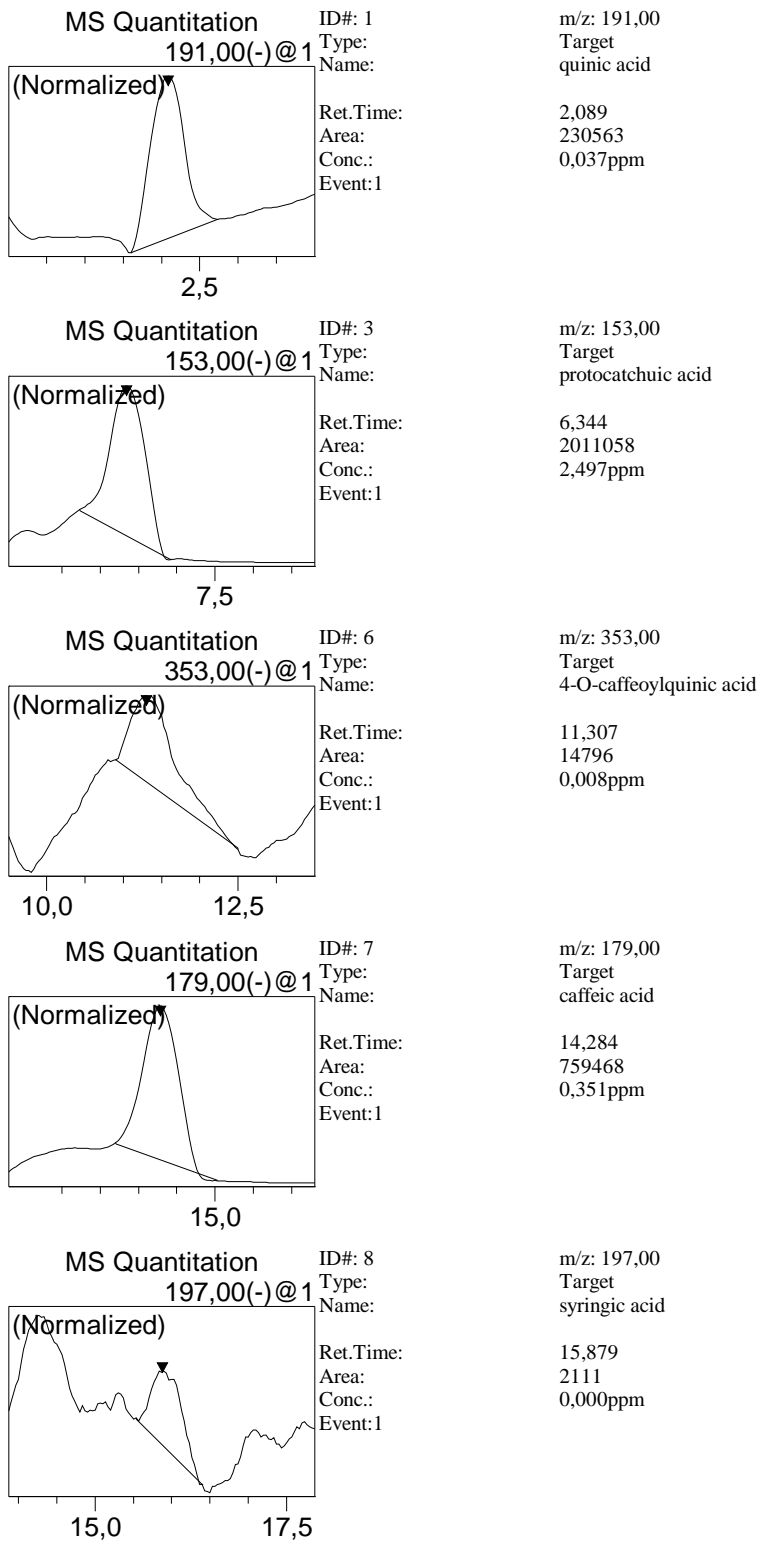 MS Quantitation
191,00(-)@1
(Normalized)
2,5
ID#: 1 m/z: 191,00
Type: Target
Name: quinic acid
Ret.Time: 2,089
Area: 230563
Conc.: 0,037ppm
Event:1
MS Quantitation
153,00(-)@1
(Normalized)
7,5
ID#: 3 m/z: 153,00
Type: Target
Name: protocatchuic acid
Ret.Time: 6,344
Area: 2011058
Conc.: 2,497ppm
Event:1
MS Quantitation
353,00(-)@1
(Normalized)
10,0 12,5
ID#: 6 m/z: 353,00
Type: Target
Name: 4-O-caffeoylquinic acid
Ret.Time: 11,307
Area: 14796
Conc.: 0,008ppm
Event:1
MS Quantitation
179,00(-)@1
(Normalized)
15,0
ID#: 7 m/z: 179,00
Type: Target
Name: caffeic acid
Ret.Time: 14,284
Area: 759468
Conc.: 0,351ppm
Event:1
MS Quantitation
197,00(-)@1
(Normalized)
15,0 17,5
ID#: 8 m/z: 197,00
Type: Target
Name: syringic acid
Ret.Time: 15,879
Area: 2111
Conc.: 0,000ppm
Event:1